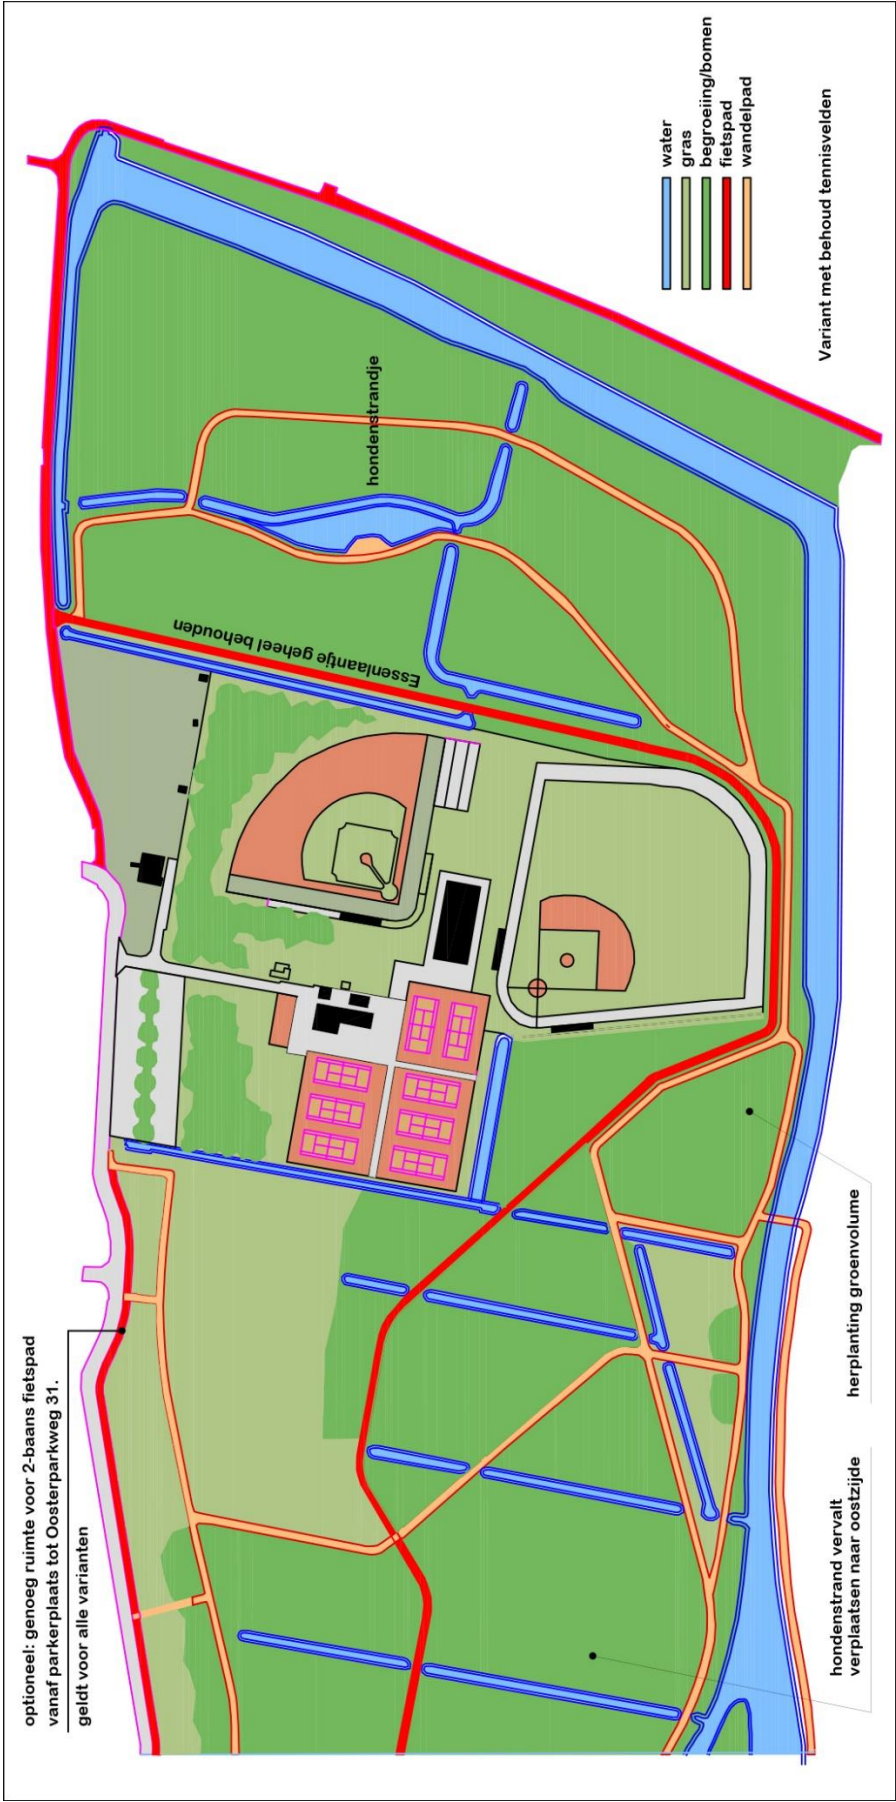 optioneel: genoeg ruimte voor 2-baans fietspad
vanaf parkerplaats tot Oosterparkweg 31.
geldt voor alle varianten
hondenstrandje
Essenlaantje geheel behouden
water
gras
begroeiing/bomen
fietspad
wandelpad
Variant met behoud tennisvelden
herplanting groenvolume
hondenstrand vervalt
verplaatsen naar oostzijde